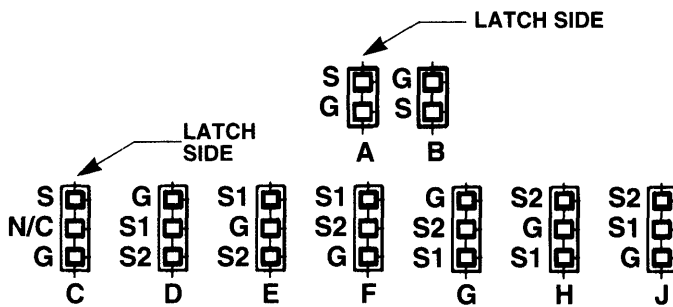 LATCH SIDE
S G
G S
A B
LATCH
SIDE
S G S1 S1 G S2 S2
N/C S1 G S2 S2 G S1
G S2 S2 G S1 S1 G
C D E F G H J